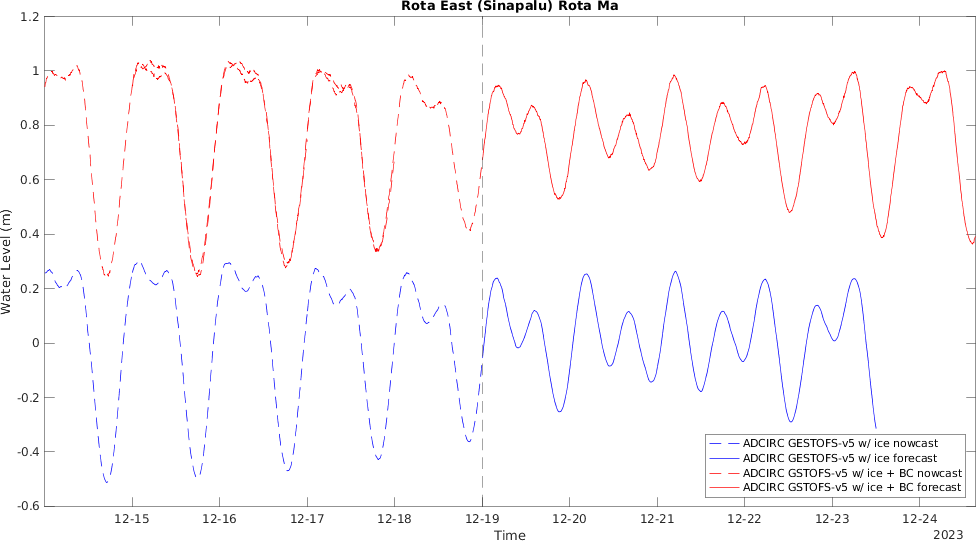 Rota East (Sinapalu) Rota Ma
Water Level (m)
1.2
1
0.8
0.6
0.4
0.2
0
-0.2
-0.4
-0.6
ADCIRC GESTOFS-v5 w/ ice nowcast
ADCIRC GESTOFS-v5 w/ ice forecast
ADCIRC GSTOFS-v5 w/ ice + BC nowcast
ADCIRC GSTOFS-v5 w/ ice + BC forecast
12-15 12-16 12-17 12-18 12-19 12-20 12-21 12-22 12-23 12-24
Time
2023